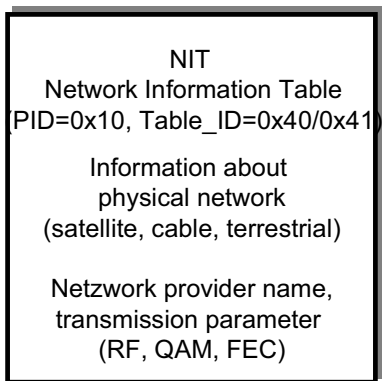 NIT
Network Information Table
(PID=0x10, Table_ID=0x40/0x41)
Information about
physical network
(satellite, cable, terrestrial)
Netzwork provider name,
transmission parameter
(RF, QAM, FEC)